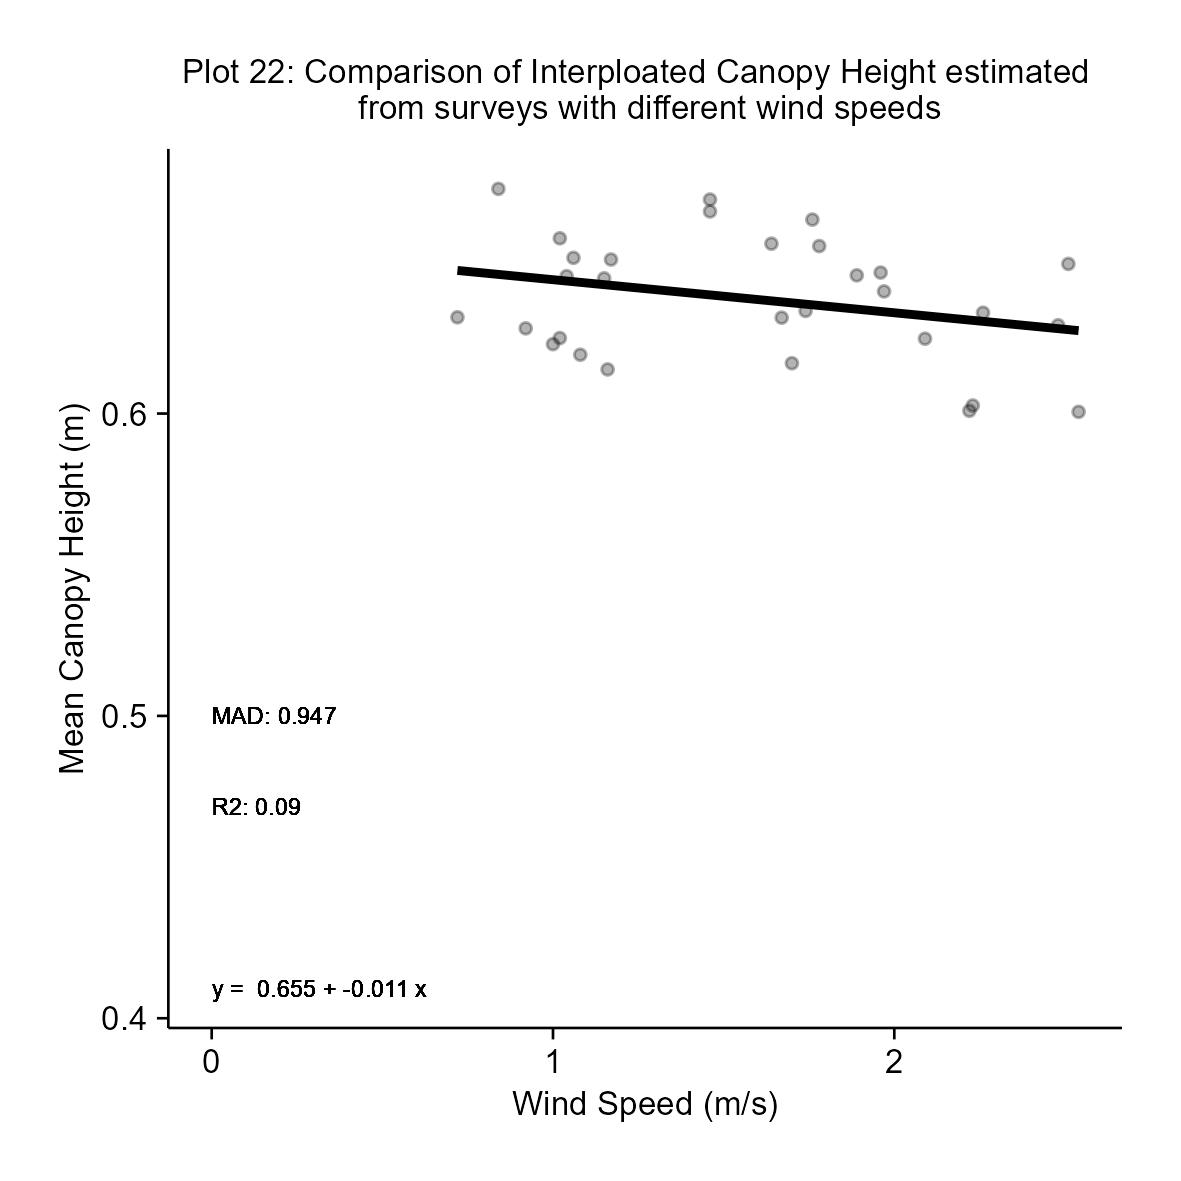 Plot 22: Comparison of Interploated Canopy Height estimated
from surveys with different wind speeds
Mean Canopy Height (m)
0.6
0.5
0.4
MAD: 0.947
R2: 0.09
y =  0.655 + -0.011 x
0 1 2
Wind Speed (m/s)